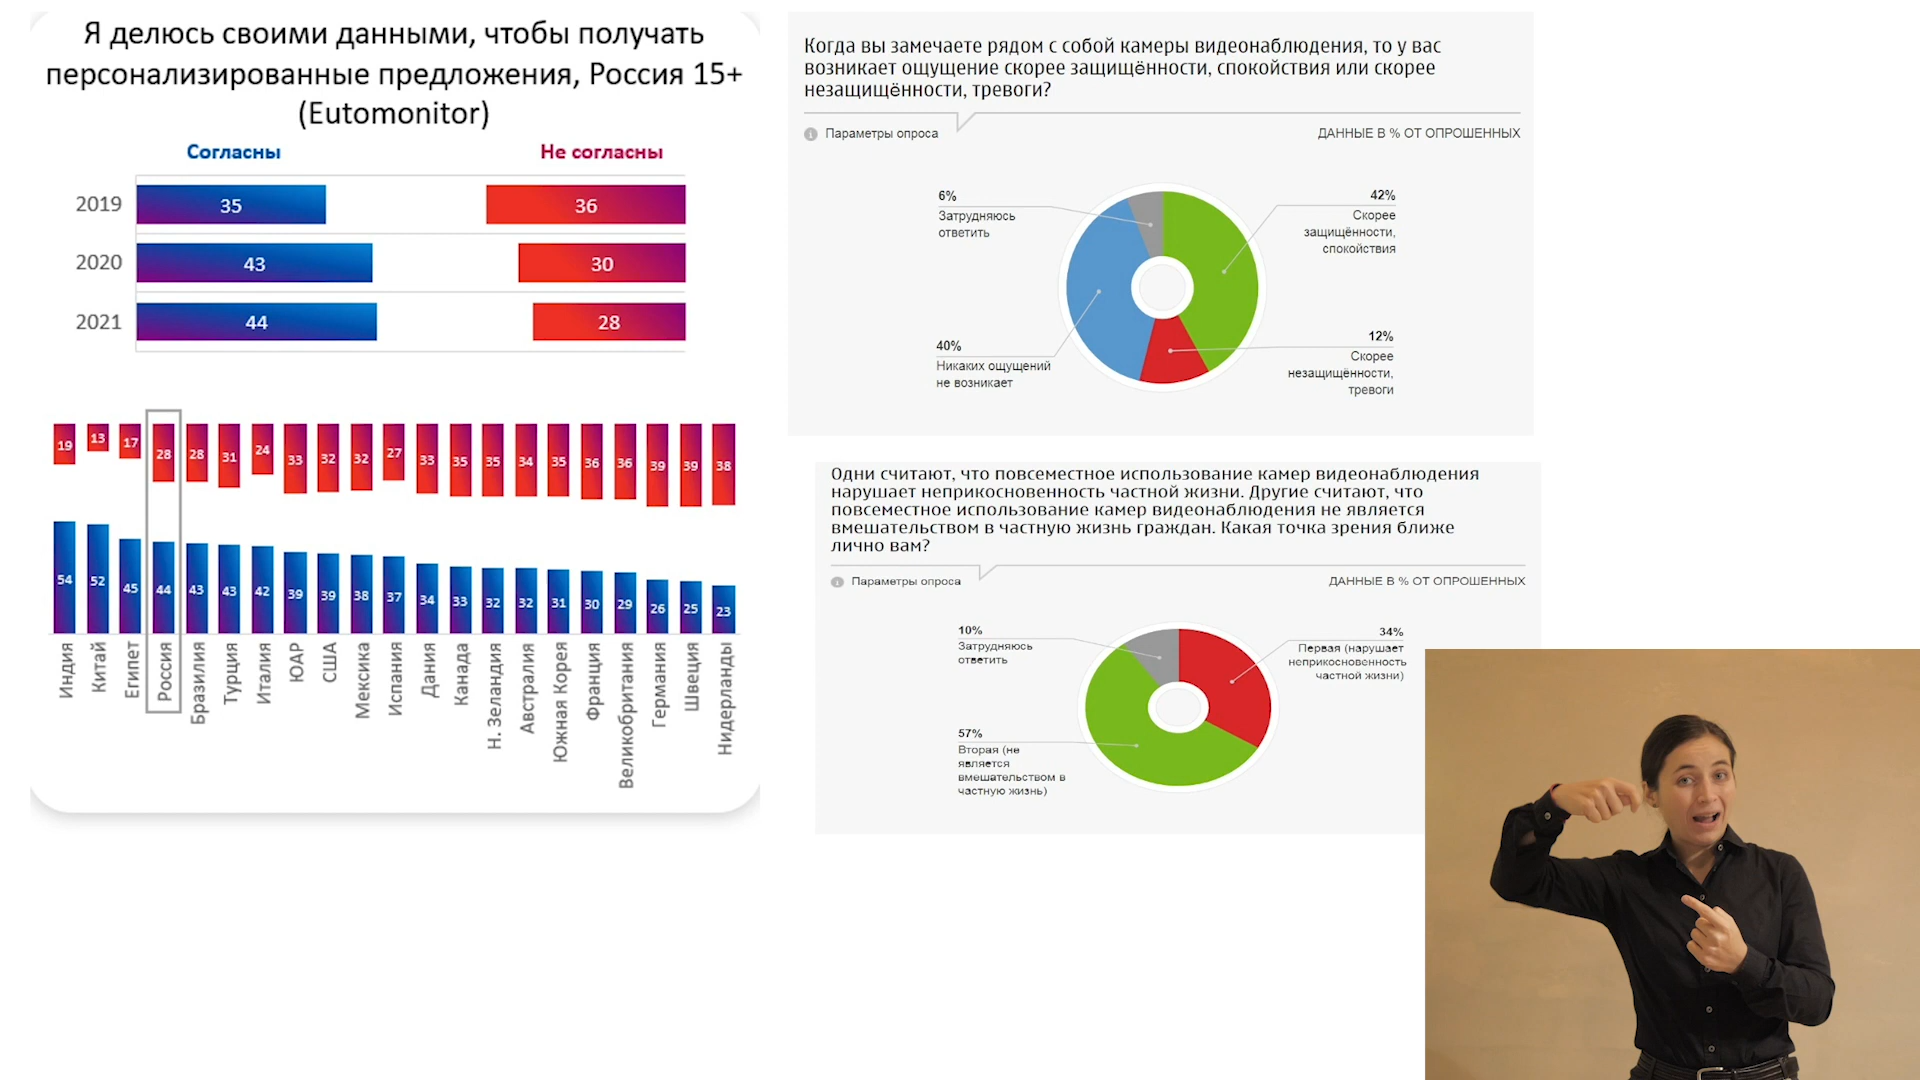 Я делюсь своими данными, чтобы получать
персонализированные предложения, Россия 15+
(Eutomonitor)
Согласны Не согласны
2019 35 36
2020 43 30
2021 44 28
19 13 17 28 28 31 24 33 32 32 27 33 35 35 34 35 36 36 39 39 38
54 52 45 44 43 43 42 39 39 38 37 34 33 32 32 31 30 29 26 25 23
Индия
Китай
Египет
Россия
Бразилия
Турция
Италия
ЮАР
США
Мексика
Испания
Дания
Канада
Н. Зеландия
Австралия
Южная Корея
Франция
Великобритания
Германия
Швеция
Нидерланды
Когда вы замечаете рядом с собой камеры видеонаблюдения, то у вас
возникает ощущение скорее защищённости, спокойствия или скорее
незащищённости, тревоги?
Параметры опроса
ДАННЫЕ В % ОТ ОПРОШЕННЫХ
6%
Затрудняюсь
ответить
42%
Скорее
защищённости,
спокойствия
40%
Никаких ощущений
не возникает
12%
Скорее
незащищённости,
тревоги
Одни считают, что повсеместное использование камер видеонаблюдения
нарушает неприкосновенность частной жизни. Другие считают, что
повсеместное использование камер видеонаблюдения не является
вмешательством в частную жизнь граждан. Какая точка зрения ближе
лично вам?
Параметры опроса
ДАННЫЕ В % ОТ ОПРОШЕННЫХ
10%
Затрудняюсь
ответить
34%
Первая (нарушает
неприкосновенность
частной жизни)
57%
Вторая (не
является
вмешательством в
частную жизнь)